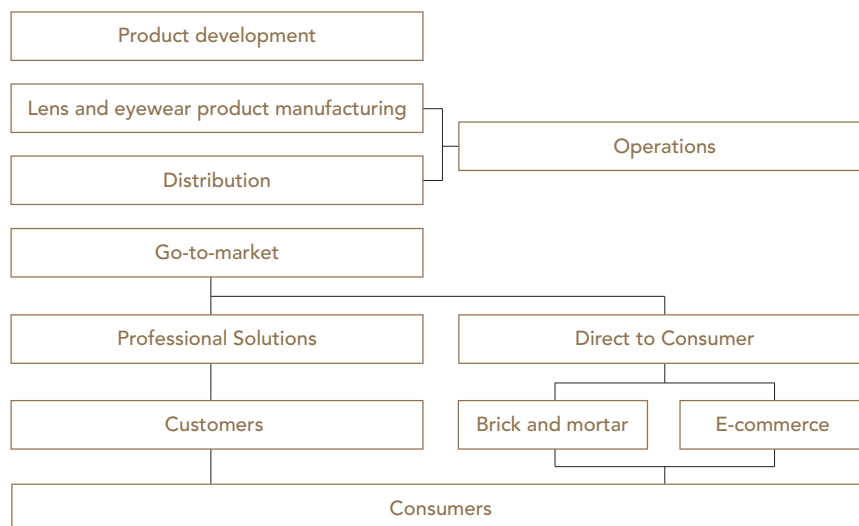 Product development
Lens and eyewear product manufacturing
Operations
Distribution
Go-to-market
Professional Solutions
Direct to Consumer
Customers
Brick and mortar
E-commerce
Consumers